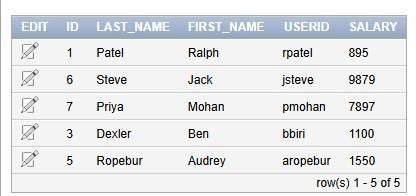 EDIT ID LAST_NAME FIRST_NAME USERID SALARY
1 Patel Ralph rpatel 895
6 Steve Jack jsteve 9879
7 Priya Mohan pmohan 7897
3 Dexler Ben bbiri 1100
5 Ropebur Audrey aropebur 1550
row(s) 1 - 5 of 5